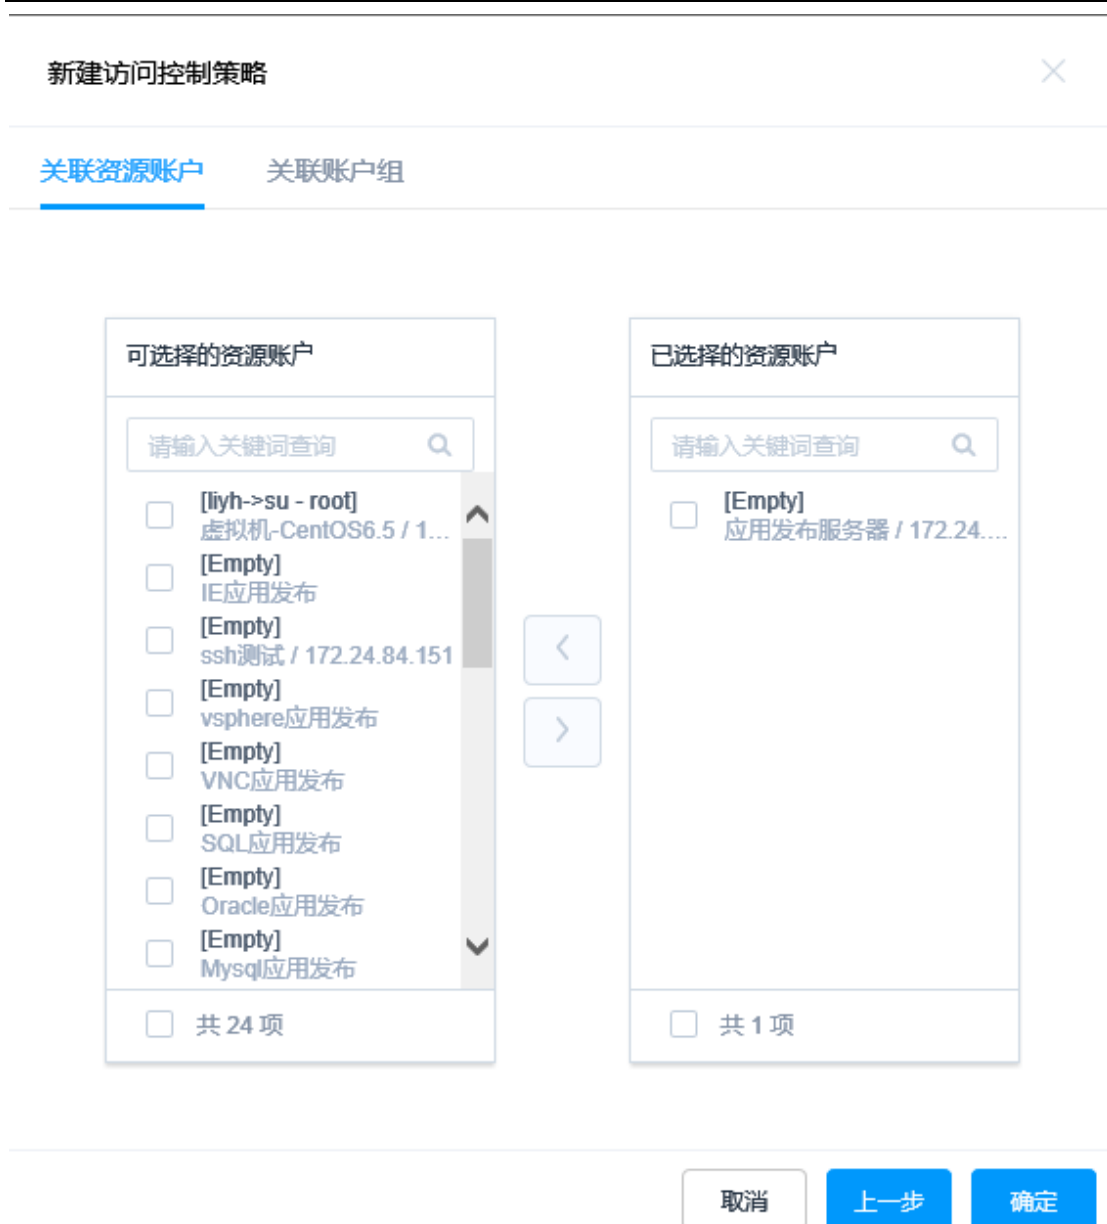 新建访问控制策略
关联资源账户 关联账户组
可选择的资源账户
请输入关键词查询
[liyh->su - root]
虚拟机-CentOS6.5 / 1...
[Empty]
IE应用发布
[Empty]
ssh测试 / 172.24.84.151
[Empty]
vsphere应用发布
[Empty]
VNC应用发布
[Empty]
SQL应用发布
[Empty]
Oracle应用发布
[Empty]
Mysql应用发布
共 24 项
已选择的资源账户
请输入关键词查询
[Empty]
应用发布服务器 / 172.24....
共 1 项
取消 上一步 确定